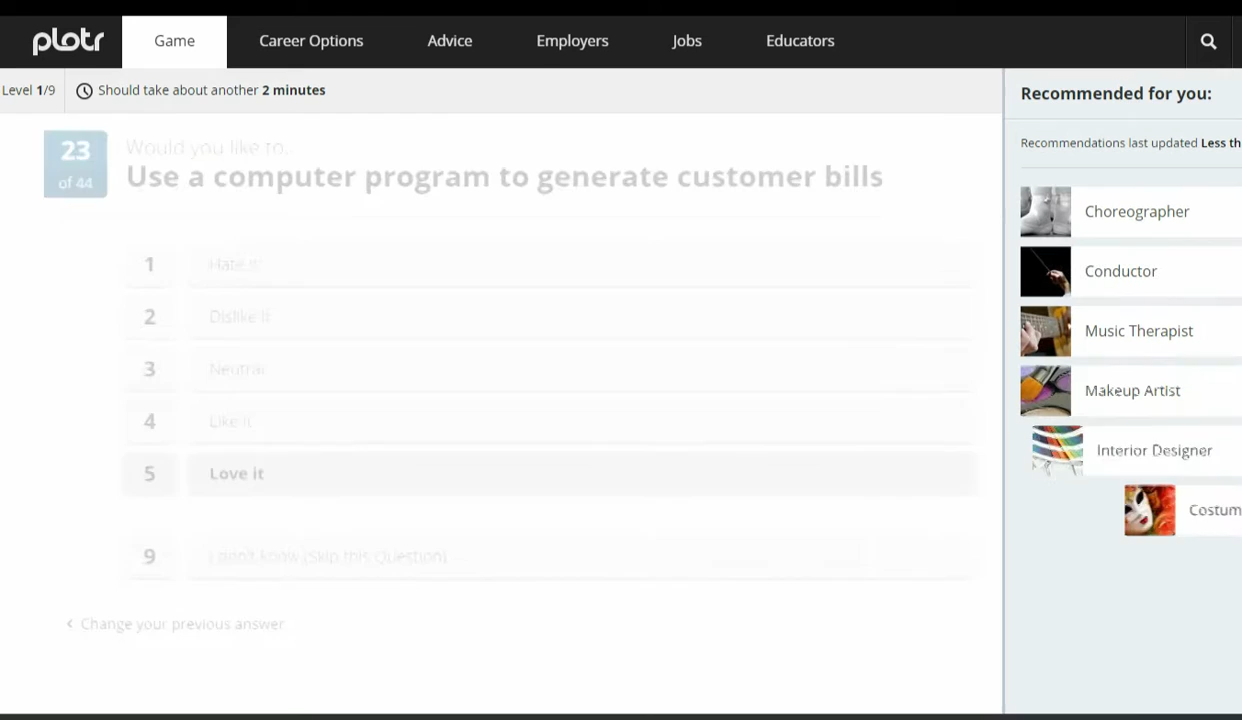 plotr
Game
Career Options
Advice
Employers
Jobs
Educators
Level 1/9
Should take about another 2 minutes
23
of 44
Would you like to.
Use a computer program to generate customer bills
1
Hate it
2
Dislike it
3
Neutral
4
Like it
5
Love it
9
I don't know (Skip this Question)
Change your previous answer
Recommended for you:
Recommendations last updated Less th
Choreographer
Conductor
Music Therapist
Makeup Artist
Interior Designer
Costum